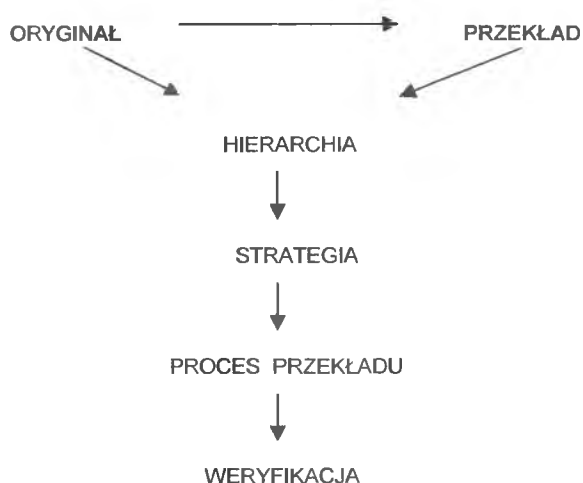 ORYGINAŁ PRZEKŁAD
HIERARCHIA
STRATEGIA
PROCES PRZEKŁADU
WERYFIKACJA